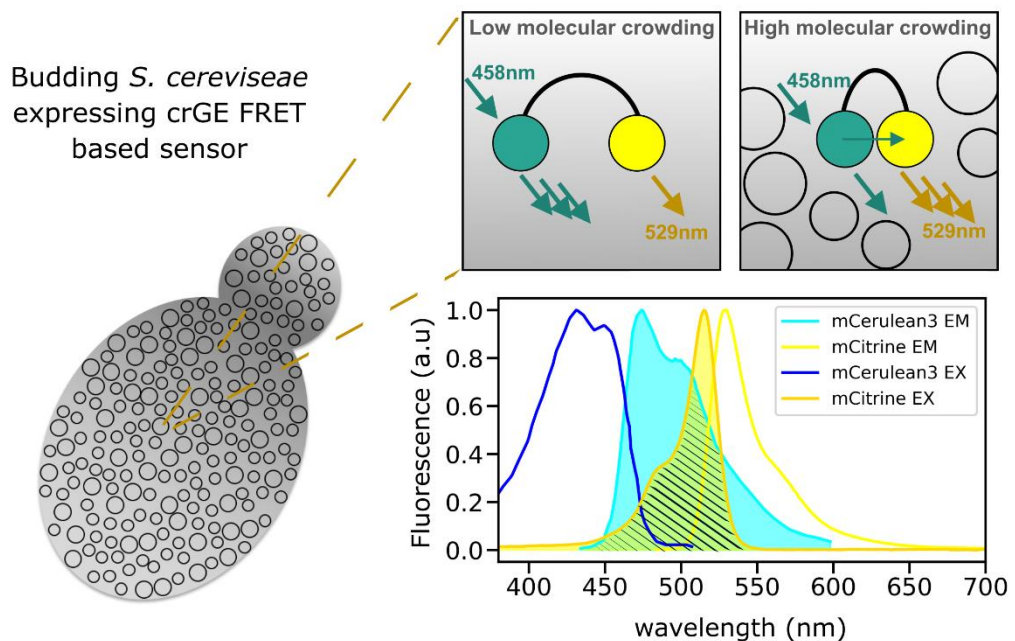 Budding S. cereviseae
expressing crGE FRET
based sensor
Low molecular crowding
458nm
529nm
High molecular crowding
458nm
529nm
Fluorescence (a.u)
1.0
0.8
0.6
0.4
0.2
0.0
mCerulean3 EM
mCitrine EM
mCerulean3 EX
mCitrine EX
400 450 500 550 600 650 700
wavelength (nm)